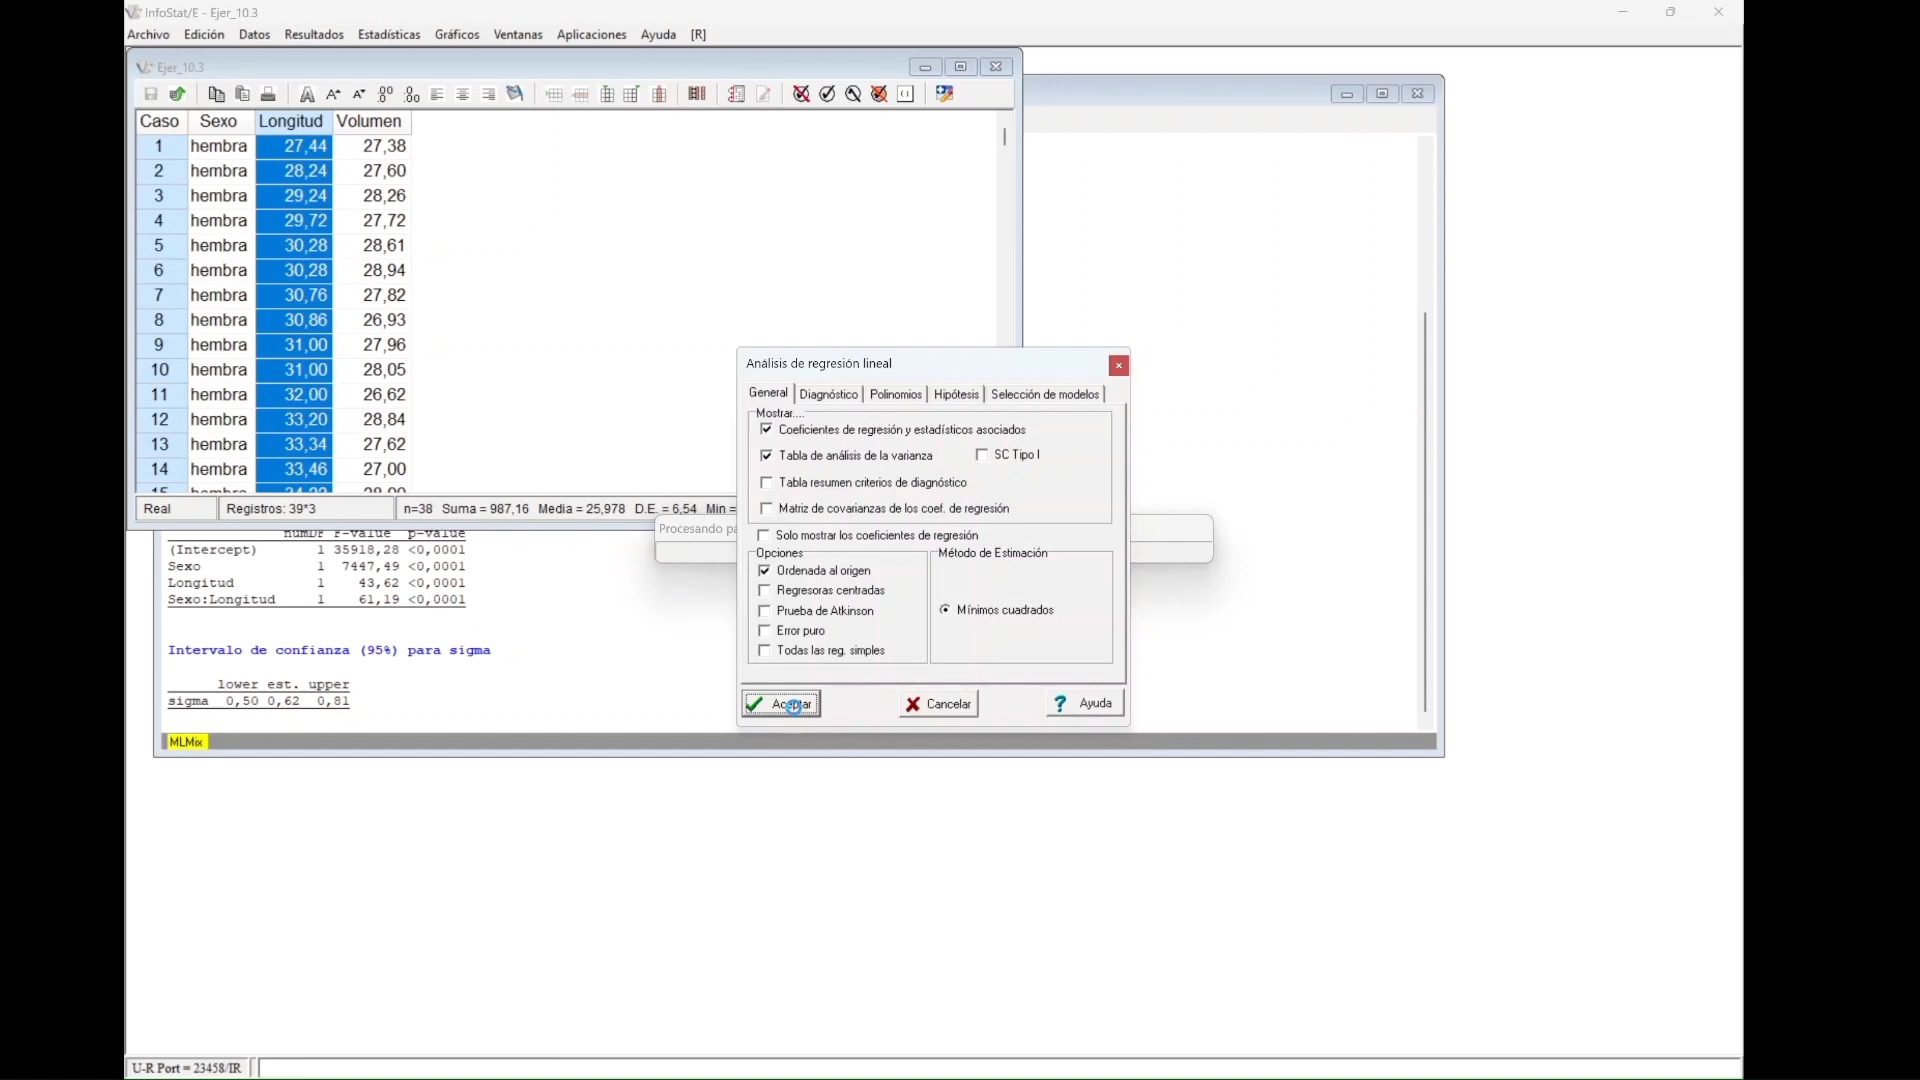 InfoStat/E - Ejer_10.3
Archivo Edición Datos Resultados Estadísticas Gráficos Ventanas Aplicaciones Ayuda [R]
Ejer_10.3
Caso Sexo Longitud Volumen
1 hembra 27,44 27,38
2 hembra 28,24 27,60
3 hembra 29,24 28,26
4 hembra 29,72 27,72
5 hembra 30,28 28,61
6 hembra 30,28 28,94
7 hembra 30,76 27,82
8 hembra 30,86 26,93
9 hembra 31,00 27,96
10 hembra 31,00 28,05
11 hembra 32,00 26,62
12 hembra 33,20 28,84
13 hembra 33,34 27,62
14 hembra 33,46 27,00
Real Registros: 39*3 n=38 Suma = 987,16 Media = 25,978 D.E. = 6,54 Min =
Procesando pa
numDF F-value p-value
(Intercept) 1 35918,28 <0,0001
Sexo 1 7447,49 <0,0001
Longitud 1 43,62 <0,0001
Sexo:Longitud 1 61,19 <0,0001
Intervalo de confianza (95%) para sigma
lower est. upper
sigma 0,50 0,62 0,81
MLMix
Análisis de regresión lineal
General Diagnóstico Polinomios Hipótesis Selección de modelos
Mostrar....
Coeficientes de regresión y estadísticos asociados
Tabla de análisis de la varianza SC Tipo I
Tabla resumen criterios de diagnóstico
Matriz de covarianzas de los coef. de regresión
Solo mostrar los coeficientes de regresión
Opciones
Ordenada al origen
Regresoras centradas
Prueba de Atkinson
Error puro
Todas las reg. simples
Método de Estimación
Mínimos cuadrados
Aceptar Cancelar Ayuda
U-R Port = 23458/IR